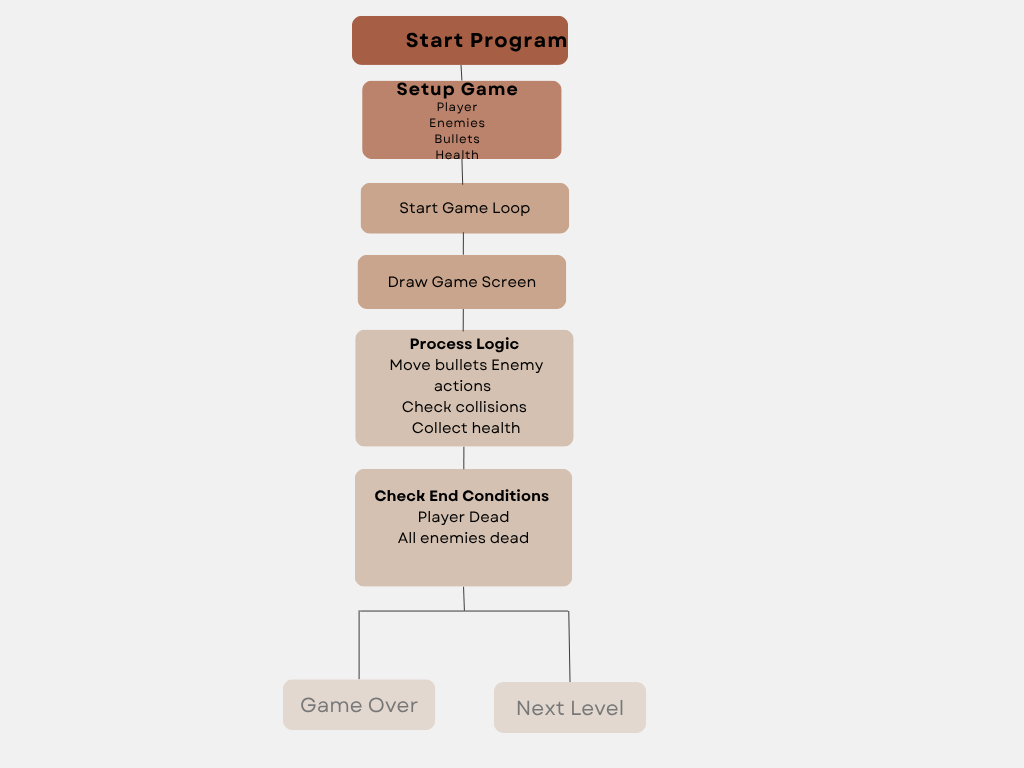 Start Program
Setup Game
Player
Enemies
Bullets
Health
Start Game Loop
Draw Game Screen
Process Logic
Move bullets Enemy
actions
Check collisions
Collect health
Check End Conditions
Player Dead
All enemies dead
Game Over
Next Level